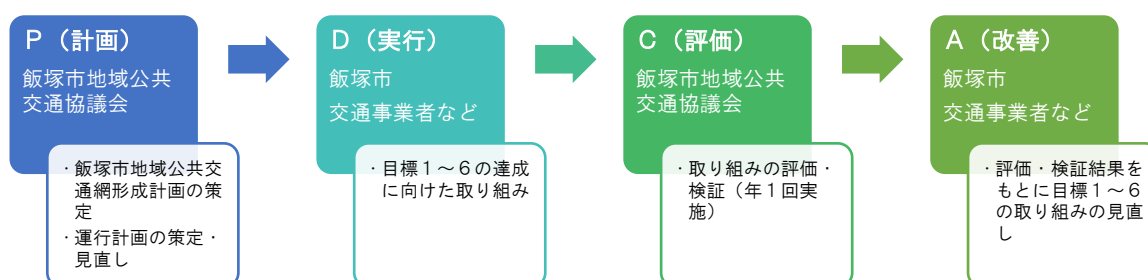 P（計画）
飯塚市地域公共
交通協議会
・飯塚市地域公共交
通網形成計画の策
定
・運行計画の策定・
見直し
D（実行）
飯塚市
交通事業者など
・目標１～６の達成
に向けた取り組み
C（評価）
飯塚市地域公共
交通協議会
・取り組みの評価・
検証（年１回実
施）
A（改善）
飯塚市
交通事業者など
・評価・検証結果を
もとに目標１～６
の取り組みの見直
し